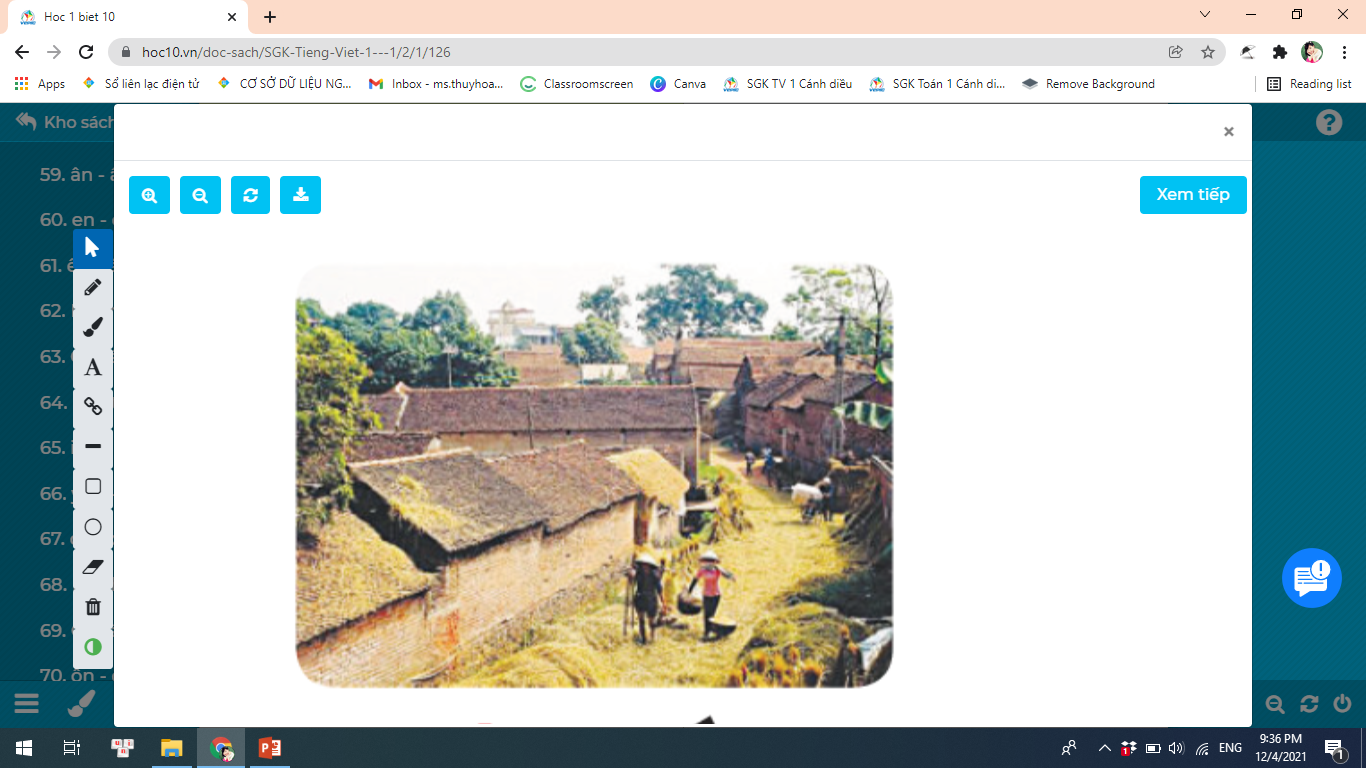 Hoc 1 biet 10
hoc10.vn/doc-sach/SGK-Tieng-Viet-1---1/2/1/126
Apps
Sổ liên lạc điện tử
CƠ SỞ DỮ LIỆU NG...
Inbox - ms.thuyhoa...
Classroomscreen
Canva
SGK TV 1 Cánh diều
SGK Toán 1 Cánh di...
Remove Background
Reading list
Kho sách
59. ân -
Xem tiếp
60. en -
61.
62.
63.
64.
65.
66.
67.
68.
69.
70. ôn -
A
ENG
9:36 PM
12/4/2021
1
1